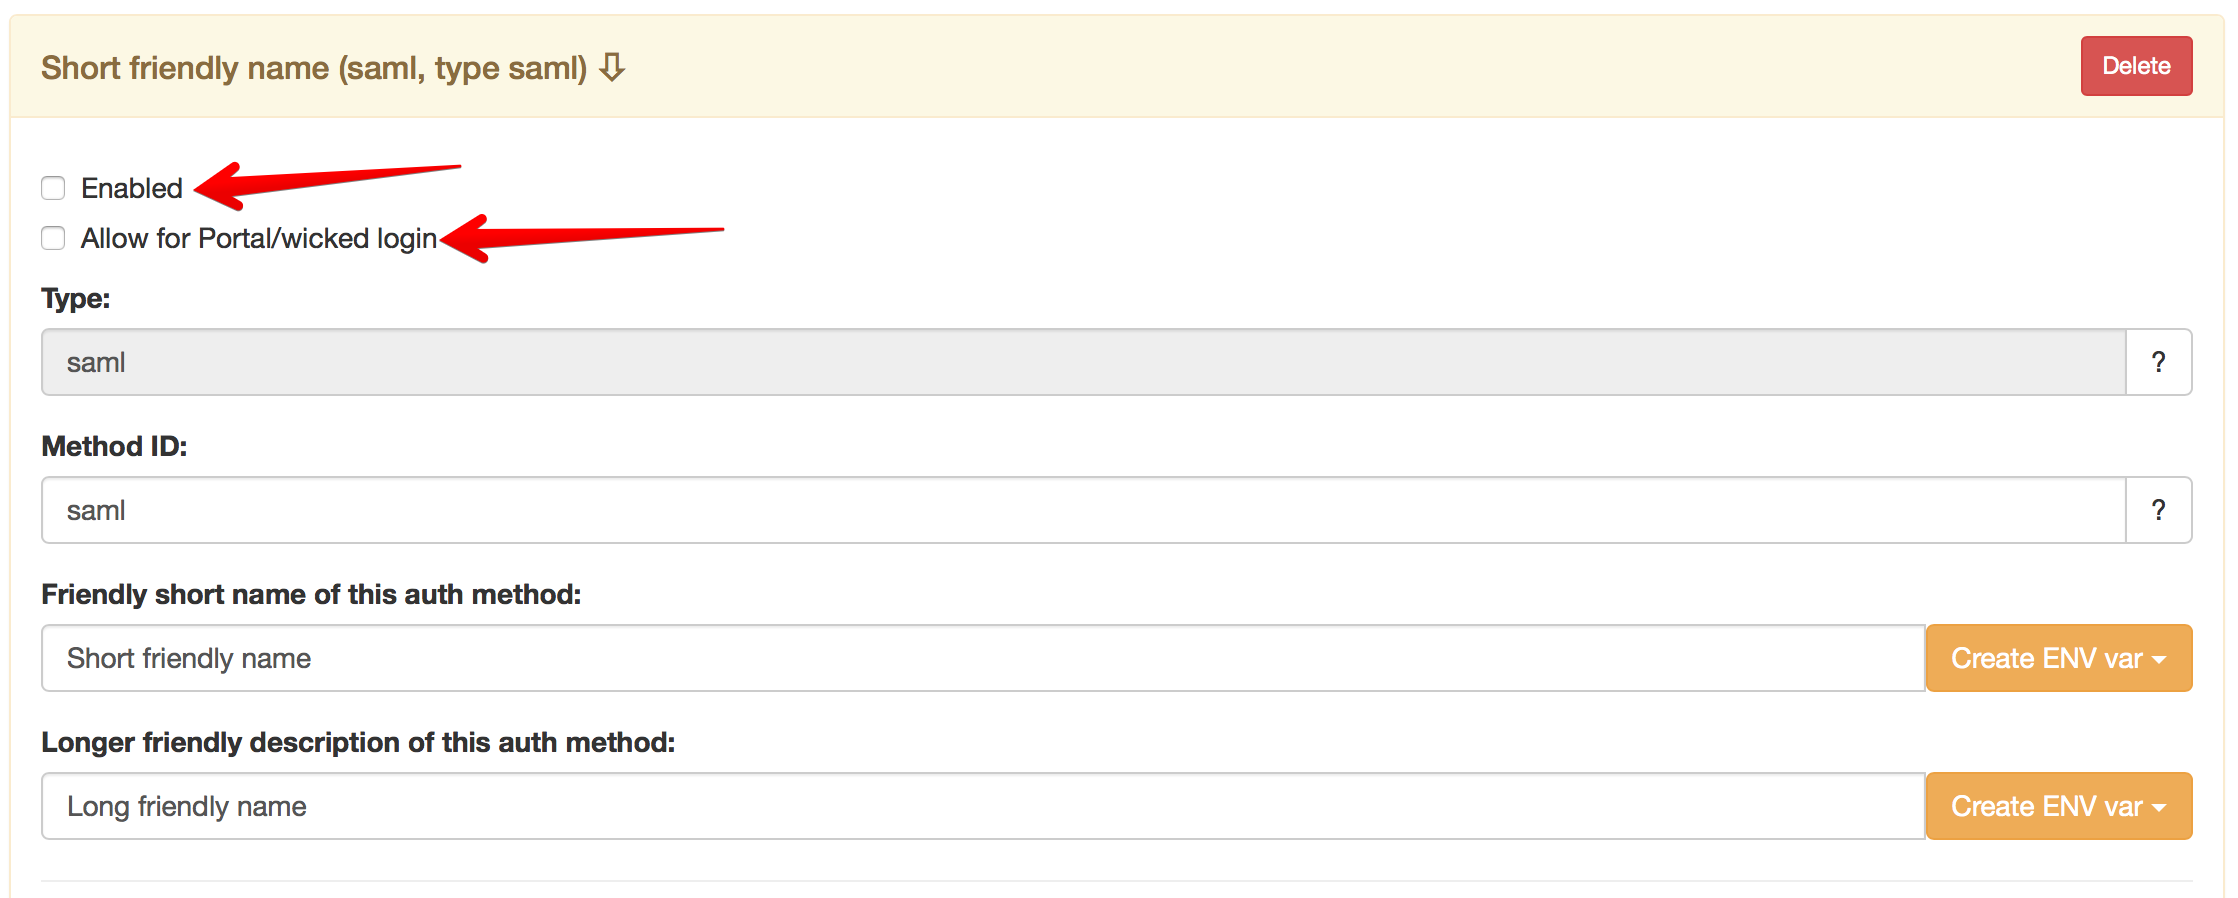 Short friendly name (saml, type saml)
Delete
Enabled
Allow for Portal/wicked login
Type:
saml
?
Method ID:
saml
?
Friendly short name of this auth method:
Short friendly name
Create ENV var
Longer friendly description of this auth method:
Long friendly name
Create ENV var